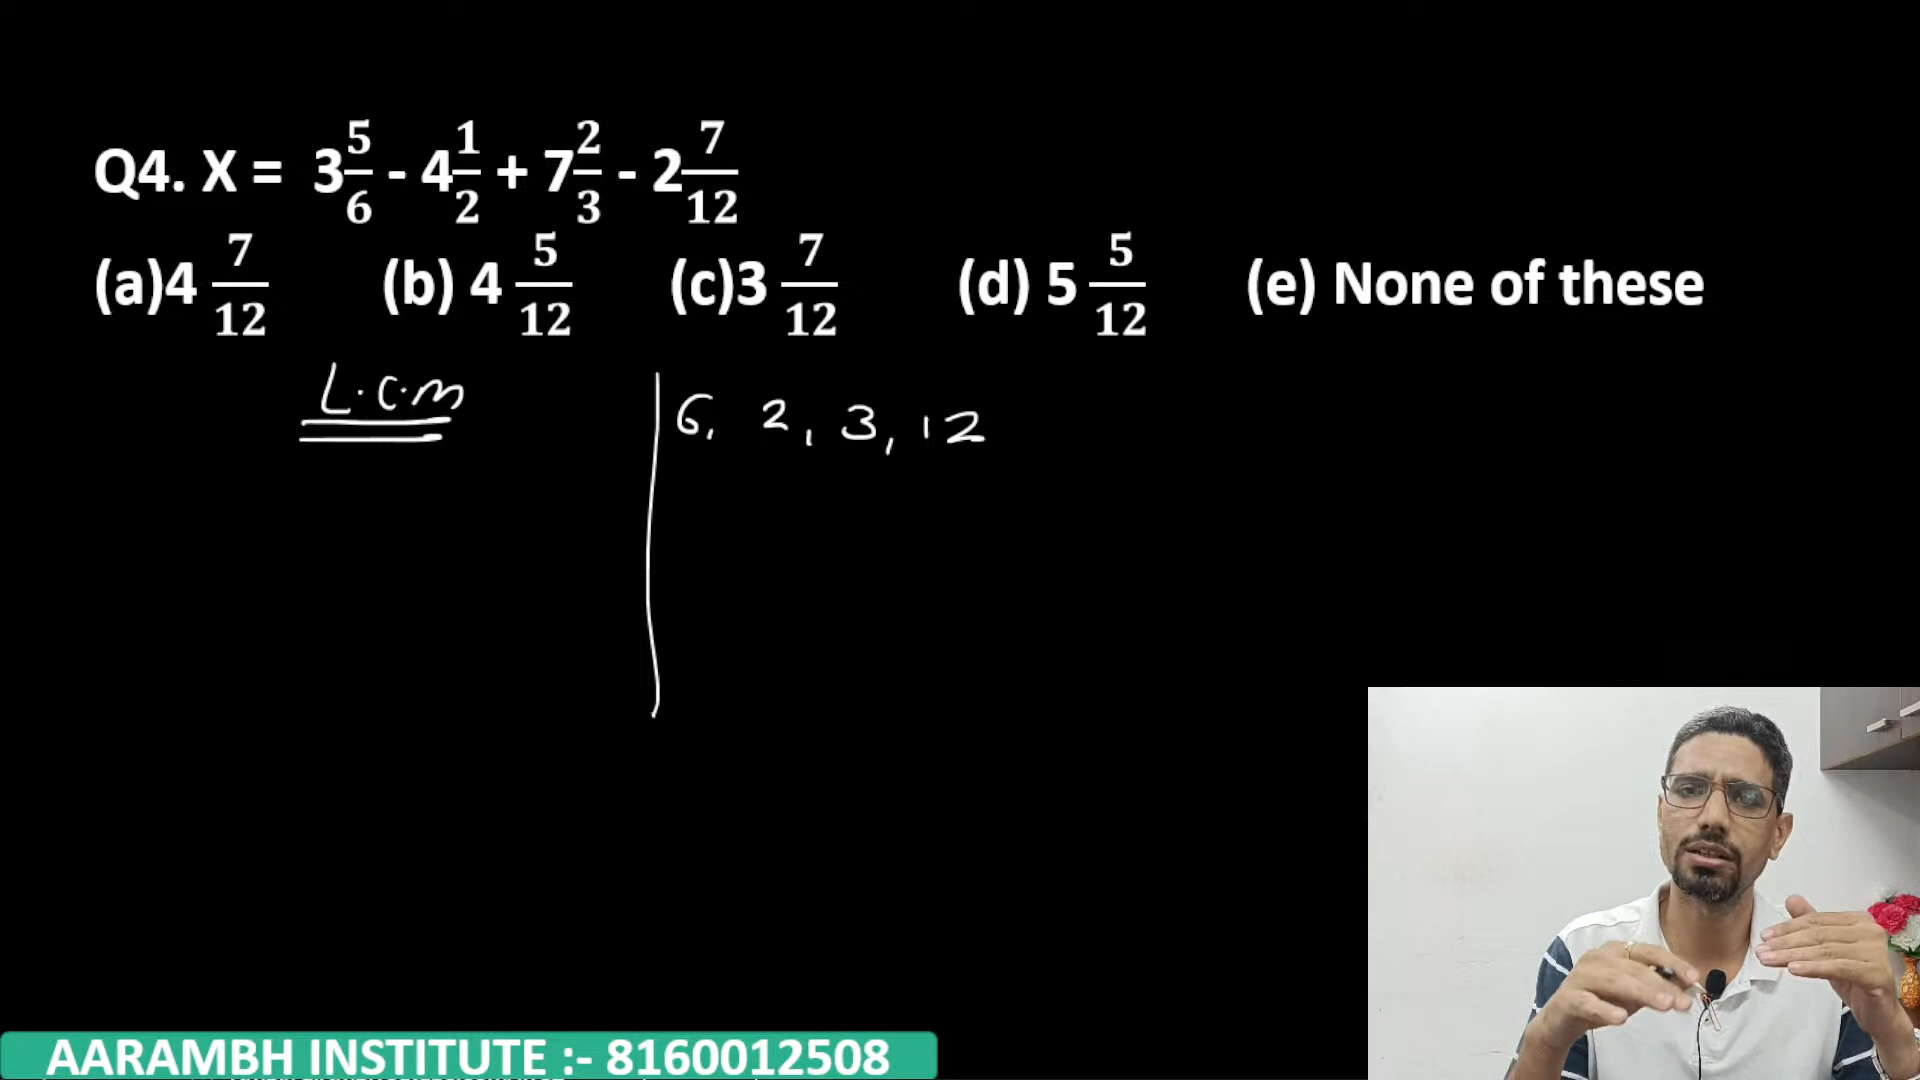 Q4. X = 3 5/6 - 4 1/2 + 7 2/3 - 2 7/12
(a)4 7/12 (b) 4 5/12 (c)3 7/12 (d) 5 5/12 (e) None of these
L.C.M
6, 2, 3, 12
AARAMBH INSTITUTE :- 8160012508